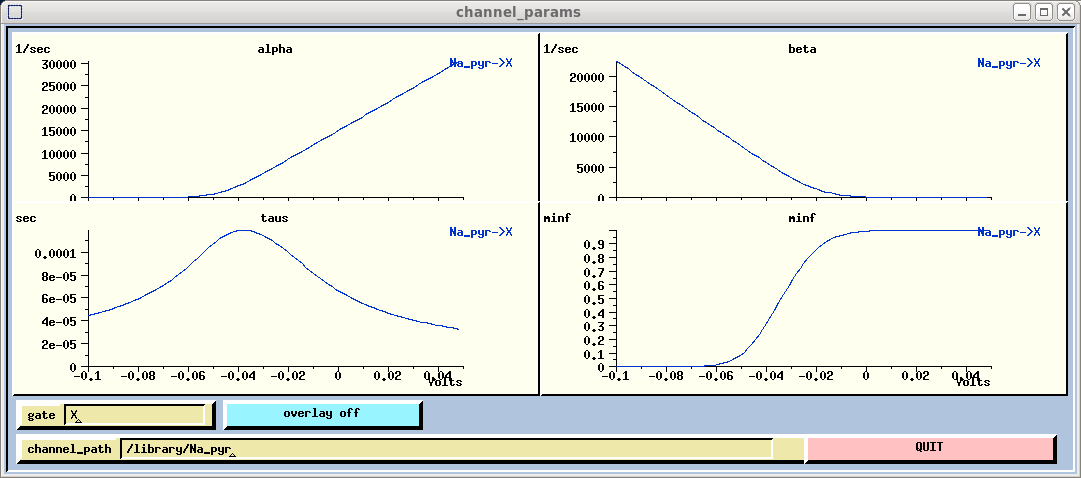 channel_params
1/sec alpha Na_pyr->X
30000
25000
20000
15000
10000
5000
0
1/sec beta Na_pyr->X
20000
15000
10000
5000
0
sec taus Na_pyr->X
0.0001
8e-05
6e-05
4e-05
2e-05
0
-0.1 -0.08 -0.06 -0.04 -0.02 0 0.02 0.04
Volts
minf minf Na_pyr->X
0.9
0.8
0.7
0.6
0.5
0.4
0.3
0.2
0.1
0
-0.1 -0.08 -0.06 -0.04 -0.02 0 0.02 0.04
Volts
gate X overlay off
channel_path /library/Na_pyr QUIT